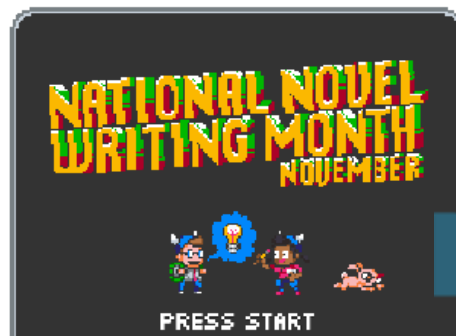 NATIONAL NOVEL
WRITING MONTH
NOVEMBER
PRESS START